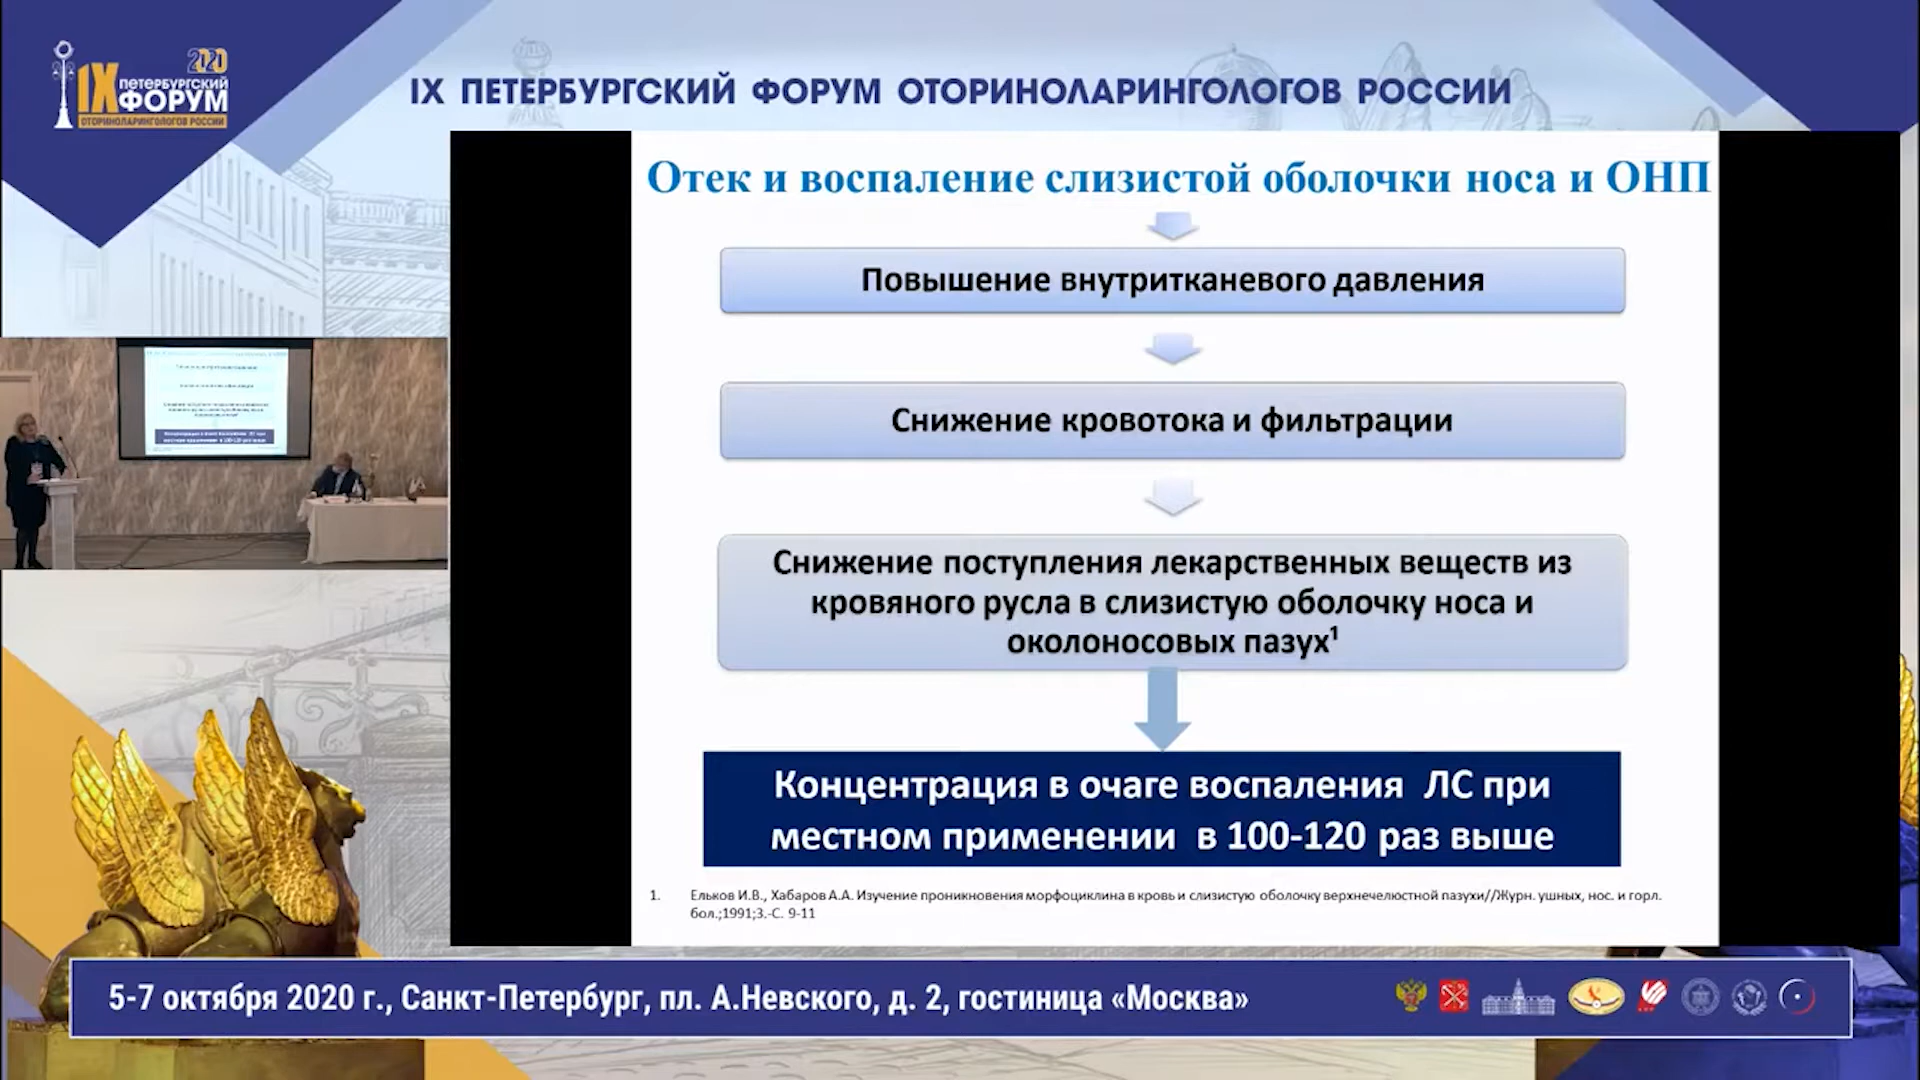 2020
IX ПЕТЕРБУРГСКИЙ
ФОРУМ
ОТОРИНОЛАРИНГОЛОГОВ РОССИИ
IX ПЕТЕРБУРГСКИЙ ФОРУМ ОТОРИНОЛАРИНГОЛОГОВ РОССИИ
Отек и воспаление слизистой оболочки носа и ОНП
Повышение внутритканевого давления
Снижение кровотока и фильтрации
Снижение поступления лекарственных веществ из
кровяного русла в слизистую оболочку носа и
околоносовых пазух¹
Концентрация в очаге воспаления ЛС при
местном применении в 100-120 раз выше
1. Ельков И.В., Хабаров А.А. Изучение проникновения морфоциклина в кровь и слизистую оболочку верхнечелюстной пазухи//Журн. ушных, нос. и горл.
бол.;1991;3.-С. 9-11
5-7 октября 2020 г., Санкт-Петербург, пл. А.Невского, д. 2, гостиница «Москва»